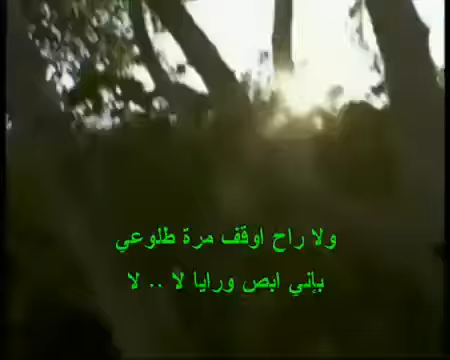 ولا راح اوقف مرة طلوعي
بإني ابص ورايا لا .. لا